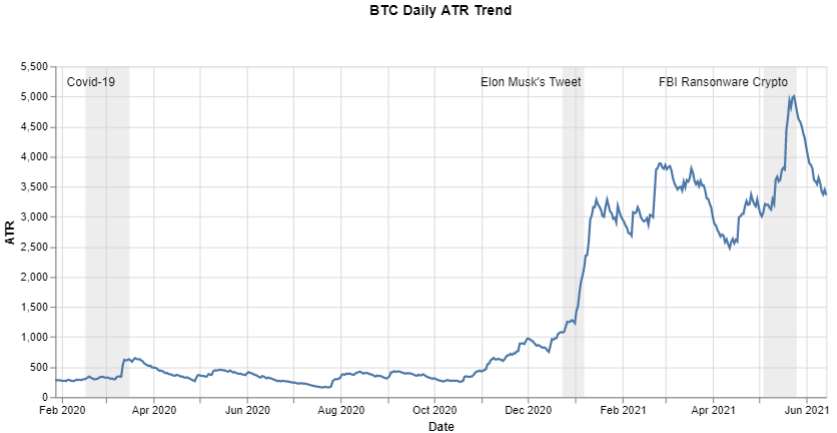 BTC Daily ATR Trend
5,500
Covid-19 Elon Musk's Tweet FBI Ransonware Crypto
5,000
4,500
4,000
3,500
3,000
2,500
2,000
1,500
1,000
500
0
ATR
Feb 2020 Apr 2020 Jun 2020 Aug 2020 Oct 2020 Dec 2020 Feb 2021 Apr 2021 Jun 2021
Date